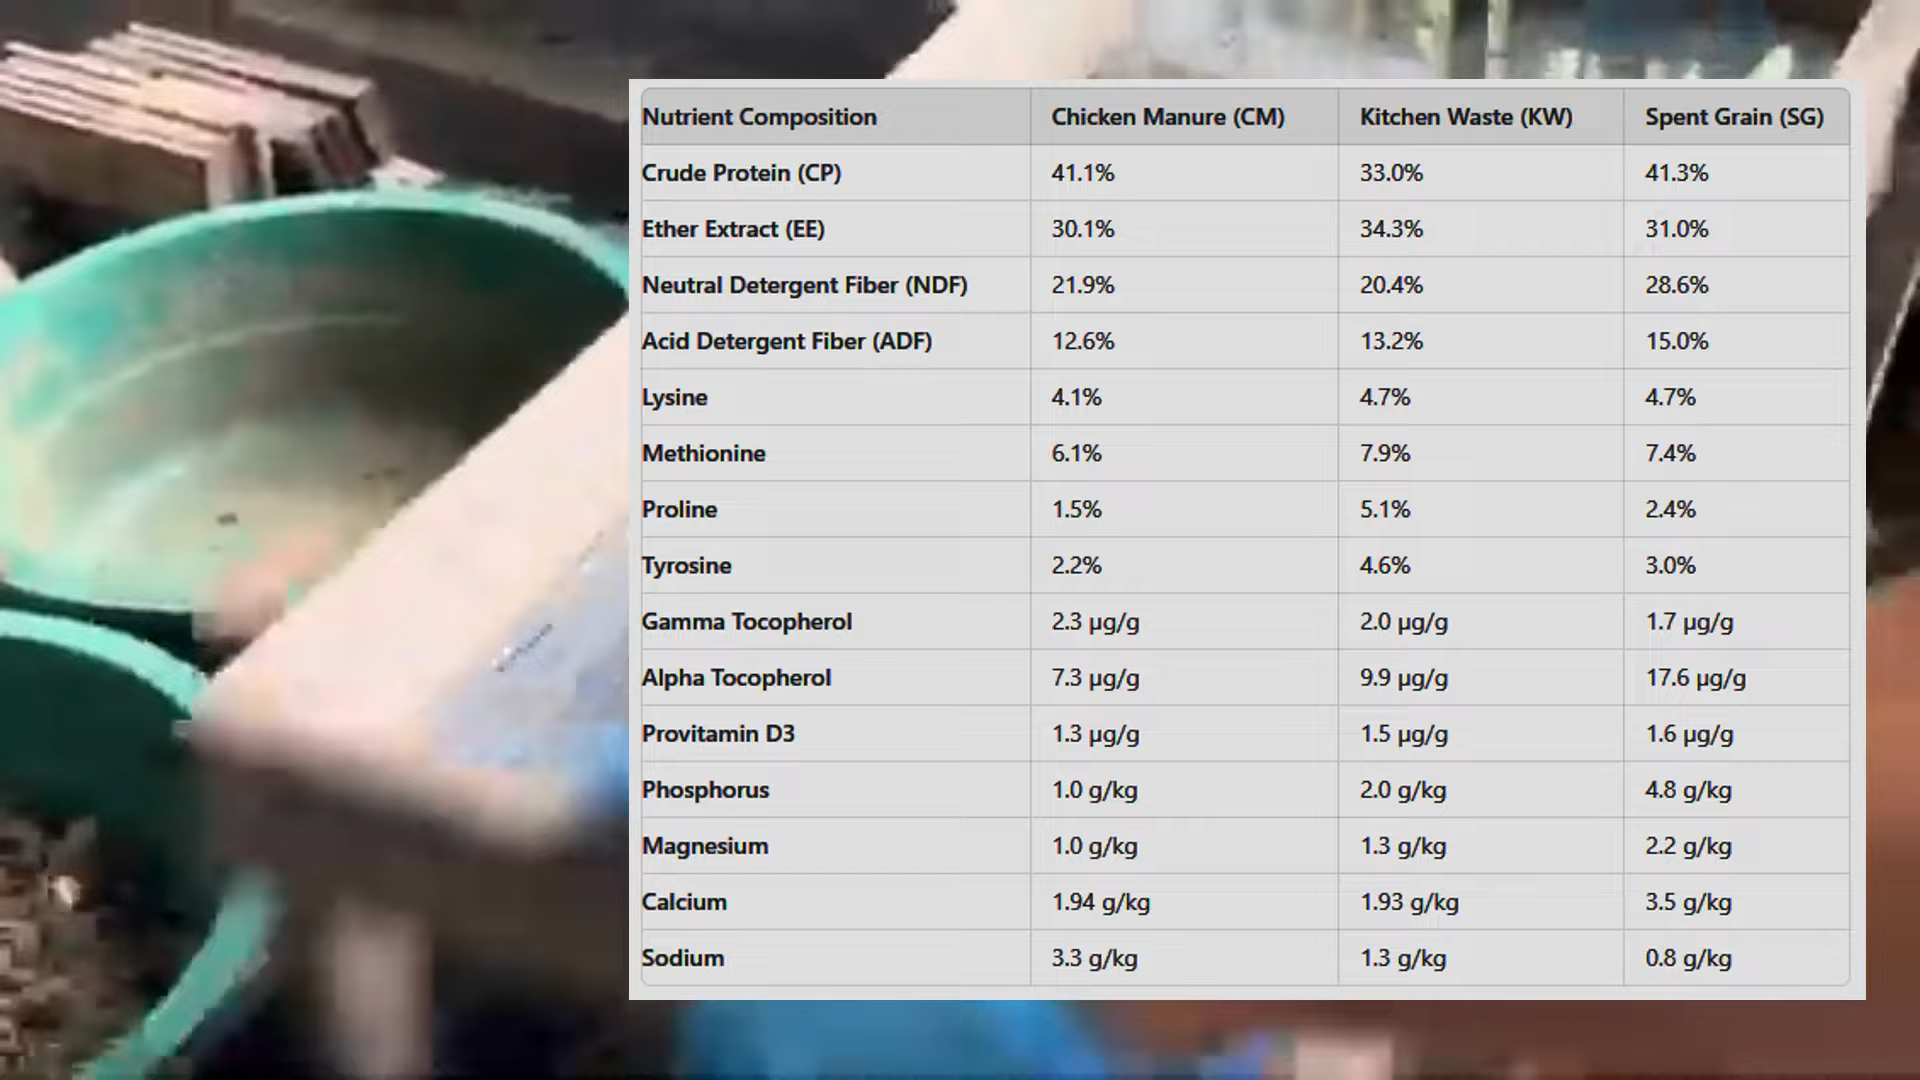 Nutrient Composition Chicken Manure (CM) Kitchen Waste (KW) Spent Grain (SG)
Crude Protein (CP) 41.1% 33.0% 41.3%
Ether Extract (EE) 30.1% 34.3% 31.0%
Neutral Detergent Fiber (NDF) 21.9% 20.4% 28.6%
Acid Detergent Fiber (ADF) 12.6% 13.2% 15.0%
Lysine 4.1% 4.7% 4.7%
Methionine 6.1% 7.9% 7.4%
Proline 1.5% 5.1% 2.4%
Tyrosine 2.2% 4.6% 3.0%
Gamma Tocopherol 2.3 µg/g 2.0 µg/g 1.7 µg/g
Alpha Tocopherol 7.3 µg/g 9.9 µg/g 17.6 µg/g
Provitamin D3 1.3 µg/g 1.5 µg/g 1.6 µg/g
Phosphorus 1.0 g/kg 2.0 g/kg 4.8 g/kg
Magnesium 1.0 g/kg 1.3 g/kg 2.2 g/kg
Calcium 1.94 g/kg 1.93 g/kg 3.5 g/kg
Sodium 3.3 g/kg 1.3 g/kg 0.8 g/kg